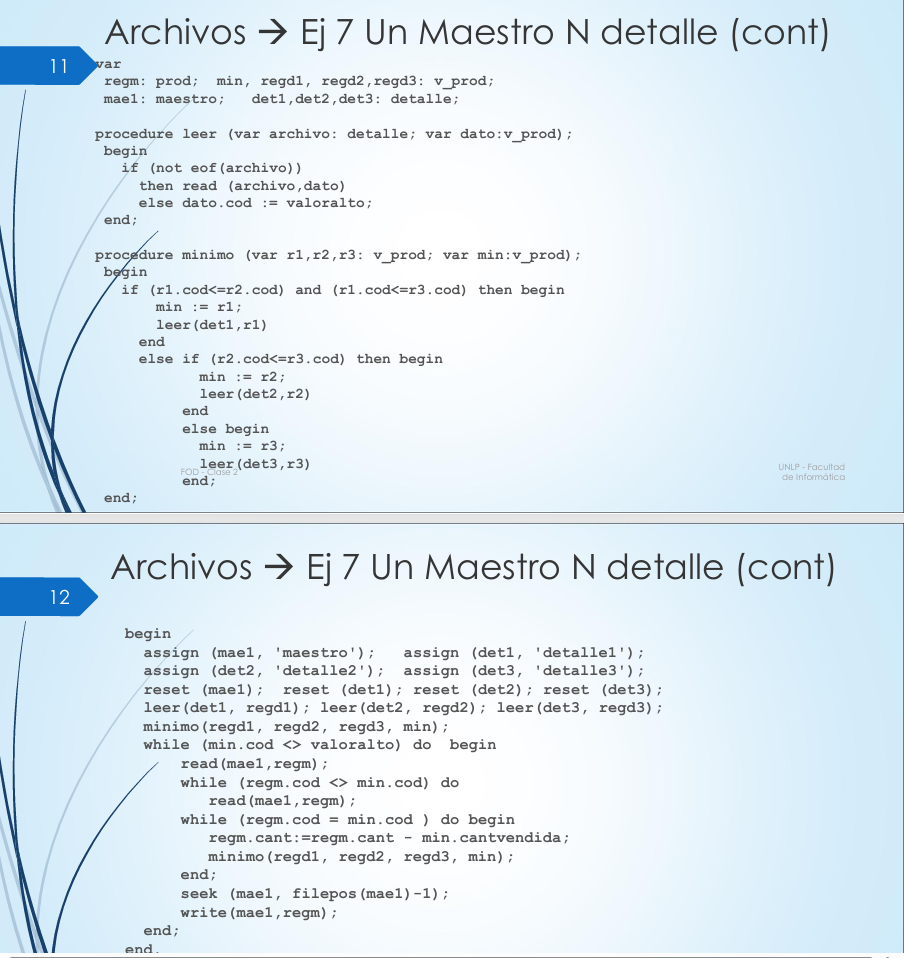 Archivos → Ej 7 Un Maestro N detalle (cont)
11
var
regm: prod;  min, regd1, regd2,regd3: v_prod;
mae1: maestro;   det1,det2,det3: detalle;
procedure leer (var archivo: detalle; var dato:v_prod);
begin
if (not eof(archivo))
then read (archivo,dato)
else dato.cod := valoralto;
end;
procedure minimo (var r1,r2,r3: v_prod; var min:v_prod);
begin
if (r1.cod<=r2.cod) and (r1.cod<=r3.cod) then begin
min := r1;
leer(det1,r1)
end
else if (r2.cod<=r3.cod) then begin
min := r2;
leer(det2,r2)
end
else begin
min := r3;
leer(det3,r3)
end;
end;
FOD - Clase 2
UNLP - Facultad
de Informática
Archivos → Ej 7 Un Maestro N detalle (cont)
12
begin
assign (mae1, 'maestro');   assign (det1, 'detalle1');
assign (det2, 'detalle2');  assign (det3, 'detalle3');
reset (mae1);  reset (det1); reset (det2); reset (det3);
leer(det1, regd1); leer(det2, regd2); leer(det3, regd3);
minimo(regd1, regd2, regd3, min);
while (min.cod <> valoralto) do  begin
read(mae1,regm);
while (regm.cod <> min.cod) do
read(mae1,regm);
while (regm.cod = min.cod ) do begin
regm.cant:=regm.cant - min.cantvendida;
minimo(regd1, regd2, regd3, min);
end;
seek (mae1, filepos(mae1)-1);
write(mae1,regm);
end;
end.